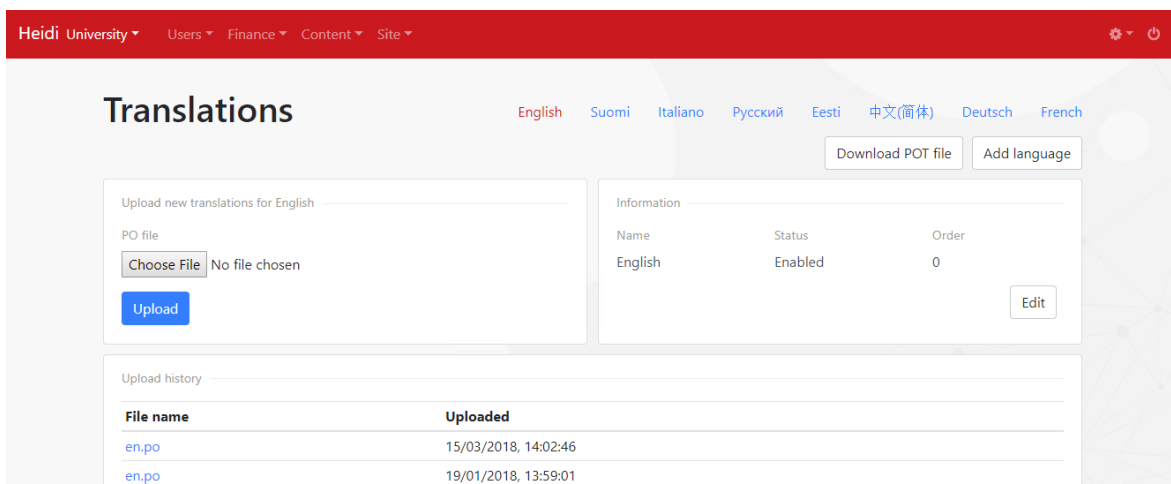 Heidi University Users Finance Content Site
Translations
English Suomi Italiano Русский Eesti 中文(简体) Deutsch French
Download POT file Add language
Upload new translations for English
PO file
Choose File No file chosen
Upload
Information
Name Status Order
English Enabled 0
Edit
Upload history
File name Uploaded
en.po 15/03/2018, 14:02:46
en.po 19/01/2018, 13:59:01